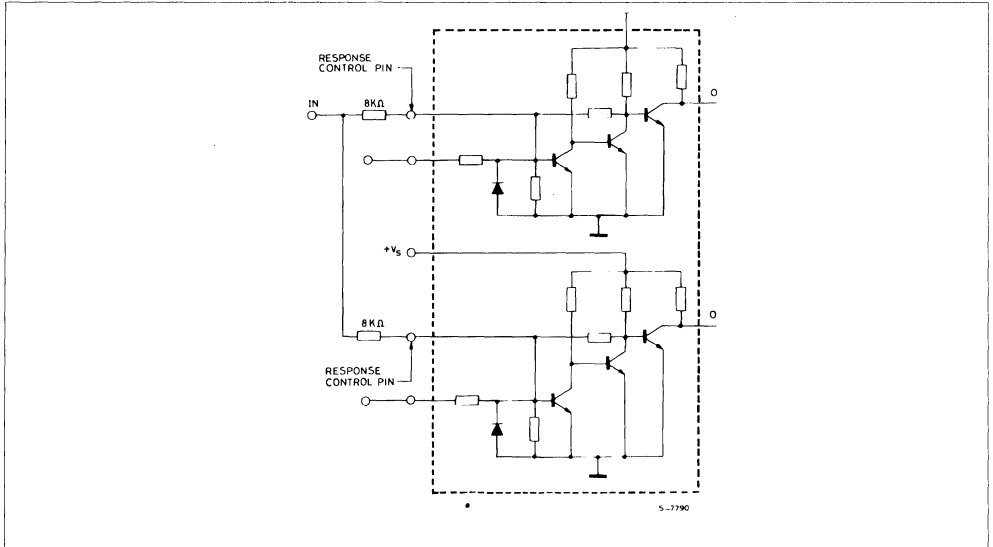 RESPONSE
CONTROL PIN
IN
8KΩ
O
+Vs
8KΩ
O
RESPONSE
CONTROL PIN
S-7790